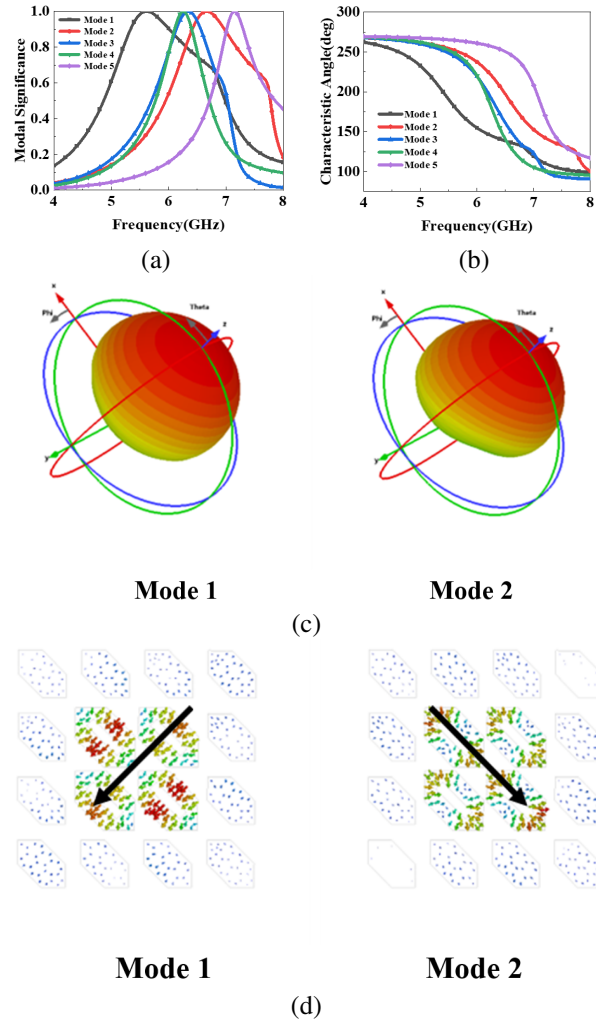 1.0
0.8
0.6
0.4
0.2
0.0
4
5
6
7
8
Modal Significance
Frequency(GHz)
Mode 1
Mode 2
Mode 3
Mode 4
Mode 5
300
250
200
150
100
4
5
6
7
8
Characteristic Angle(deg)
Frequency(GHz)
Mode 1
Mode 2
Mode 3
Mode 4
Mode 5
(a)
(b)
x
Phi
Theta
z
y
x
Phi
Theta
z
y
Mode 1
Mode 2
(c)
Mode 1
Mode 2
(d)